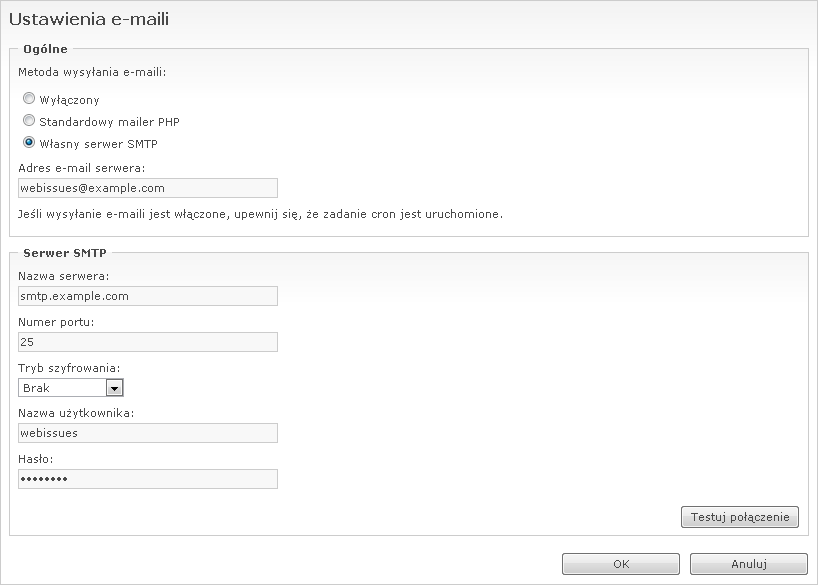 Ustawienia e-maili
Ogólne
Metoda wysyłania e-maili:
Wyłączony
Standardowy mailer PHP
Własny serwer SMTP
Adres e-mail serwera:
webissues@example.com
Jeśli wysyłanie e-maili jest włączone, upewnij się, że zadanie cron jest uruchomione.
Serwer SMTP
Nazwa serwera:
smtp.example.com
Numer portu:
25
Tryb szyfrowania:
Brak
Nazwa użytkownika:
webissues
Hasło:
••••••••
Testuj połączenie
OK Anuluj